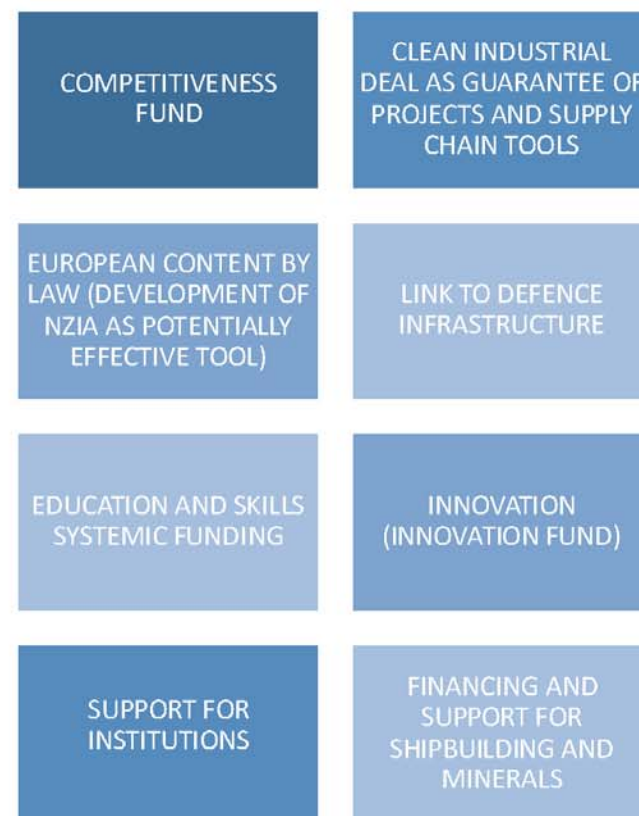 COMPETITIVENESS
FUND
CLEAN INDUSTRIAL
DEAL AS GUARANTEE OF
PROJECTS AND SUPPLY
CHAIN TOOLS
EUROPEAN CONTENT BY
LAW (DEVELOPMENT OF
NZIA AS POTENTIALLY
EFFECTIVE TOOL)
LINK TO DEFENCE
INFRASTRUCTURE
EDUCATION AND SKILLS
SYSTEMIC FUNDING
INNOVATION
(INNOVATION FUND)
SUPPORT FOR
INSTITUTIONS
FINANCING AND
SUPPORT FOR
SHIPBUILDING AND
MINERALS